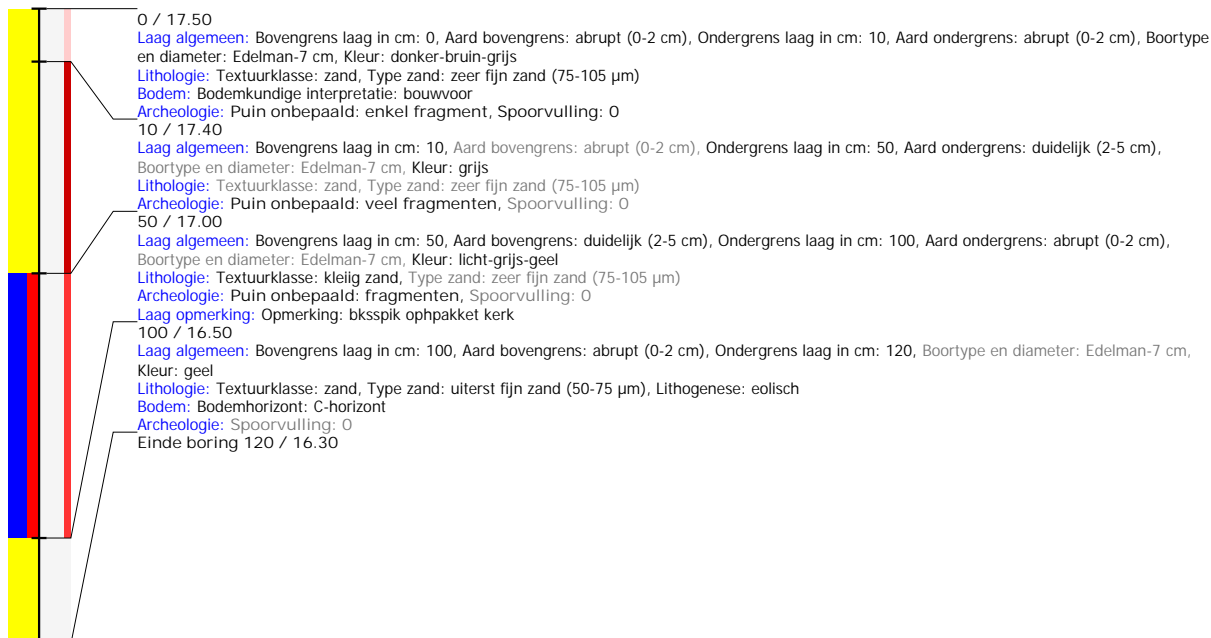 0 / 17.50
Laag algemeen: Bovengrens laag in cm: 0, Aard bovengrens: abrupt (0-2 cm), Ondergrens laag in cm: 10, Aard ondergrens: abrupt (0-2 cm), Boortype
en diameter: Edelman-7 cm, Kleur: donker-bruin-grijs
Lithologie: Textuurklasse: zand, Type zand: zeer fijn zand (75-105 µm)
Bodem: Bodemkundige interpretatie: bouwvoor
Archeologie: Puin onbepaald: enkel fragment, Spoorvulling: 0
10 / 17.40
Laag algemeen: Bovengrens laag in cm: 10, Aard bovengrens: abrupt (0-2 cm), Ondergrens laag in cm: 50, Aard ondergrens: duidelijk (2-5 cm),
Boortype en diameter: Edelman-7 cm, Kleur: grijs
Lithologie: Textuurklasse: zand, Type zand: zeer fijn zand (75-105 µm)
Archeologie: Puin onbepaald: veel fragmenten, Spoorvulling: 0
50 / 17.00
Laag algemeen: Bovengrens laag in cm: 50, Aard bovengrens: duidelijk (2-5 cm), Ondergrens laag in cm: 100, Aard ondergrens: abrupt (0-2 cm),
Boortype en diameter: Edelman-7 cm, Kleur: licht-grijs-geel
Lithologie: Textuurklasse: kleiig zand, Type zand: zeer fijn zand (75-105 µm)
Archeologie: Puin onbepaald: fragmenten, Spoorvulling: 0
Laag opmerking: Opmerking: bksspik ophpakket kerk
100 / 16.50
Laag algemeen: Bovengrens laag in cm: 100, Aard bovengrens: abrupt (0-2 cm), Ondergrens laag in cm: 120, Boortype en diameter: Edelman-7 cm,
Kleur: geel
Lithologie: Textuurklasse: zand, Type zand: uiterst fijn zand (50-75 µm), Lithogenese: eolisch
Bodem: Bodemhorizont: C-horizont
Archeologie: Spoorvulling: 0
Einde boring 120 / 16.30